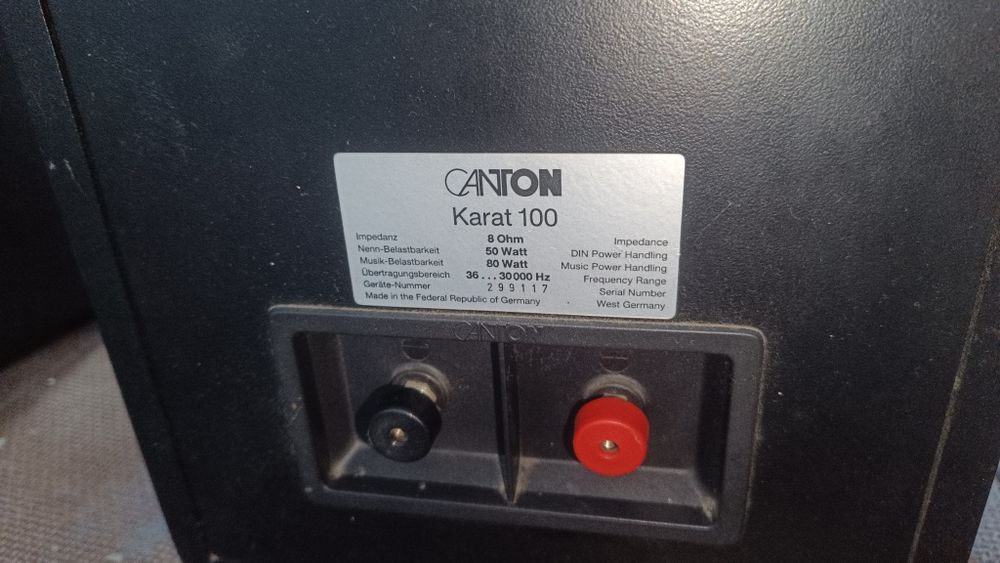 CANTON
Karat 100
Impedanz 8 Ohm Impedance
Nenn-Belastbarkeit 50 Watt DIN Power Handling
Musik-Belastbarkeit 80 Watt Music Power Handling
Übertragungsbereich 36...30000 Hz Frequency Range
Geräte-Nummer 299117 Serial Number
Made in the Federal Republic of Germany West Germany
CANTON